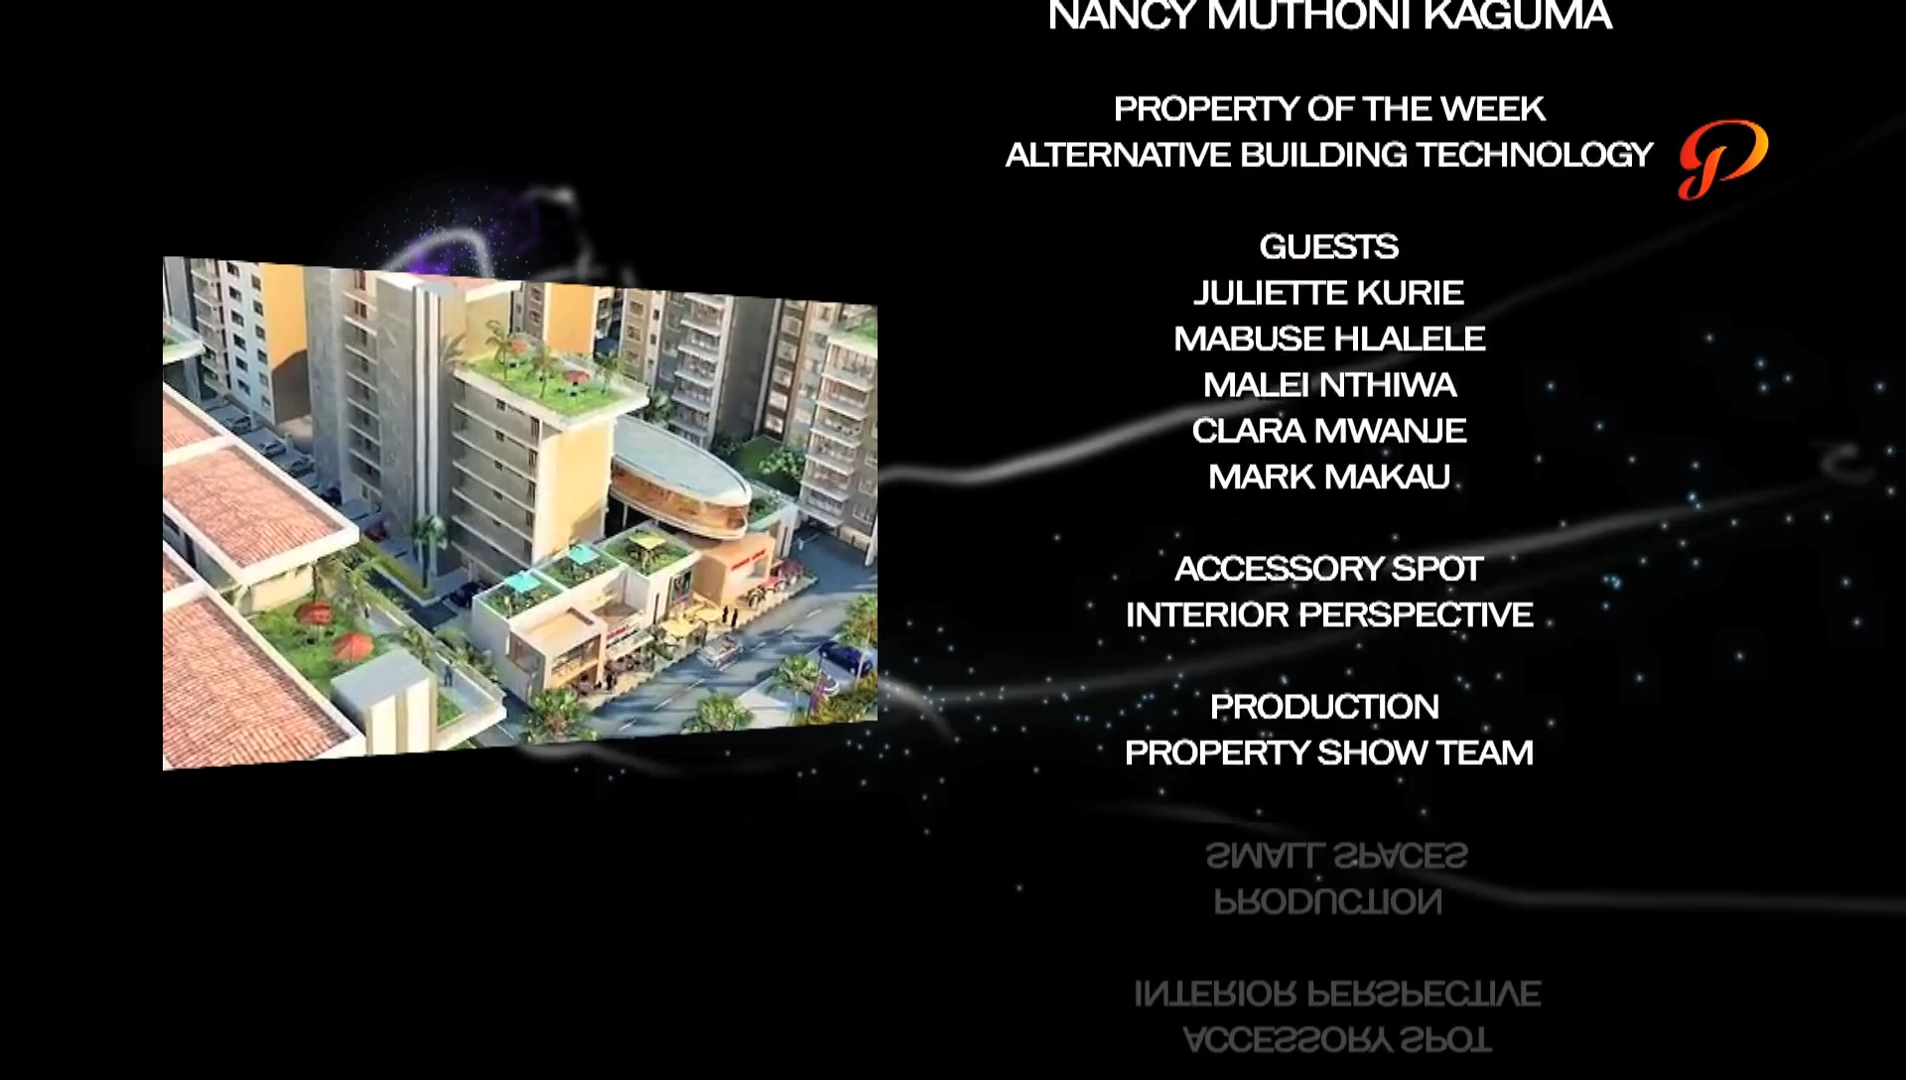 NANCY MUTHONI KAGUMA
PROPERTY OF THE WEEK
ALTERNATIVE BUILDING TECHNOLOGY
GUESTS
JULIETTE KURIE
MABUSE HLALELE
MALEI NTHIWA
CLARA MWANJE
MARK MAKAU
ACCESSORY SPOT
INTERIOR PERSPECTIVE
PRODUCTION
PROPERTY SHOW TEAM
SMALL SPACES
PRODUCTION
INTERIOR PERSPECTIVE
ACCESSORY SPOT